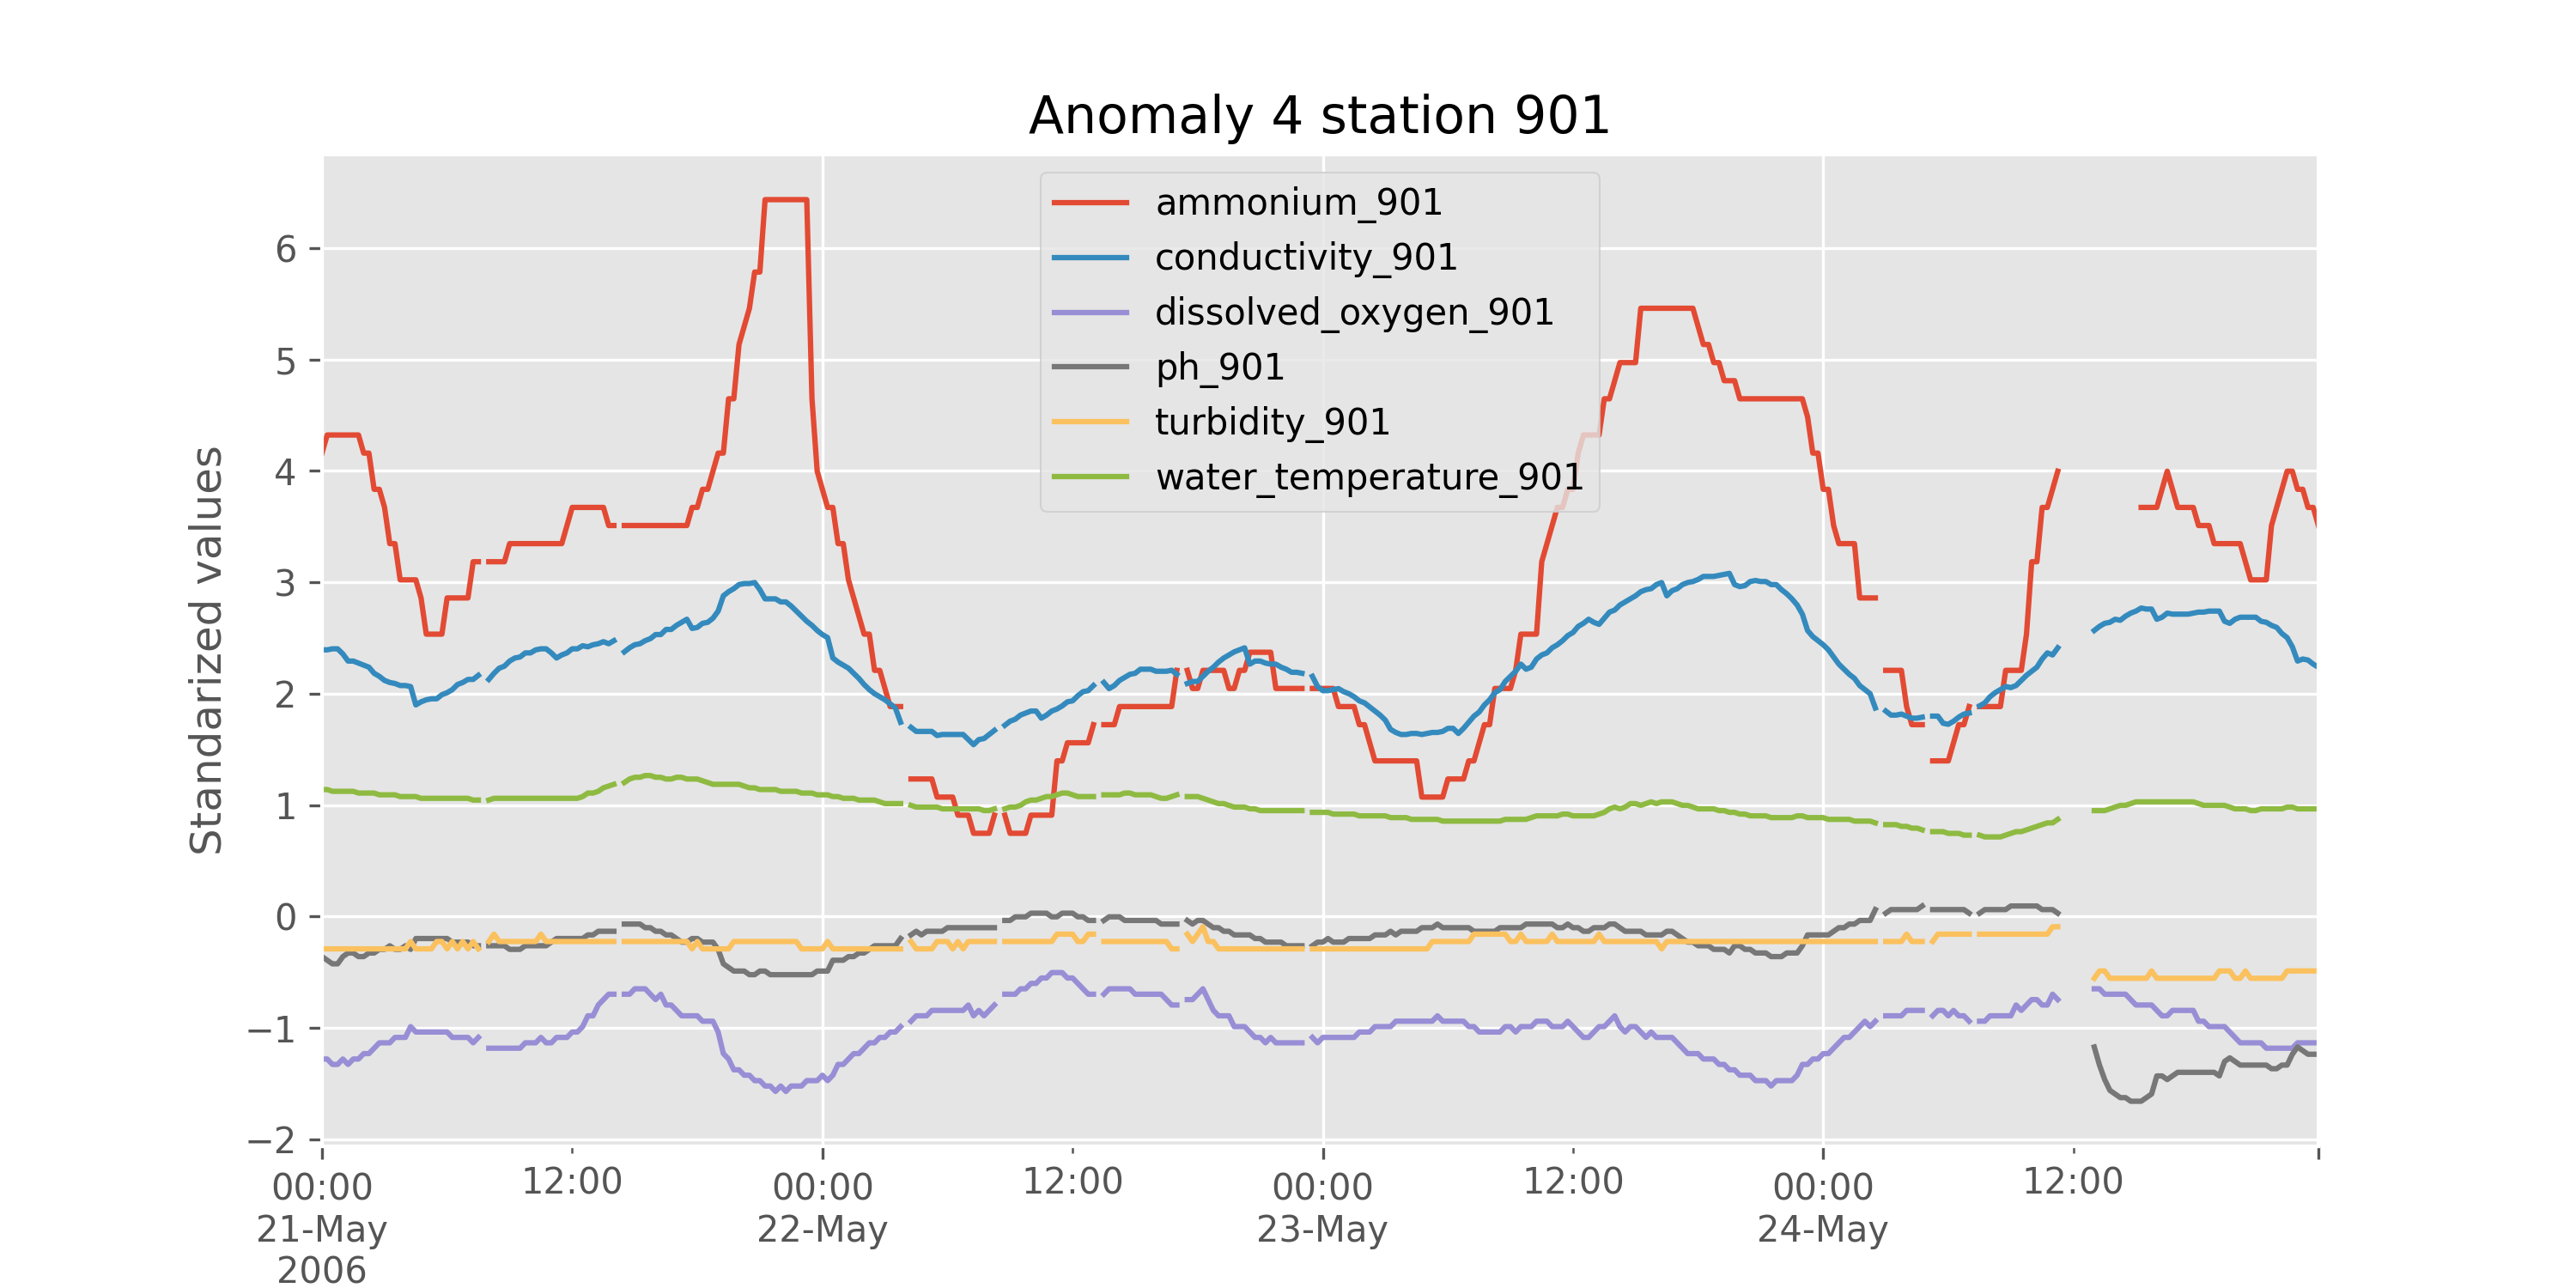 Anomaly 4 station 901
ammonium_901
conductivity_901
dissolved_oxygen_901
ph_901
turbidity_901
water_temperature_901
Standarized values
6
5
4
3
2
1
0
−1
−2
00:00 12:00 00:00 12:00 00:00 12:00 00:00 12:00
21-May 22-May 23-May 24-May
2006